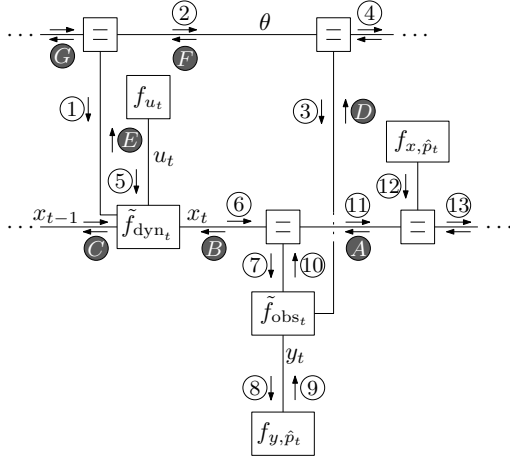 ② ④
··· = θ = ···
G F
① f_{u_t} ③ D
E u_t f_{x,p̂_t}
⑤ ⑫
··· x_{t−1} f̃_{dyn_t} x_t ⑥ = ⑪ = ⑬ ···
C B A
⑦ ⑩
f̃_{obs_t}
y_t
⑧ ⑨
f_{y,p̂_t}